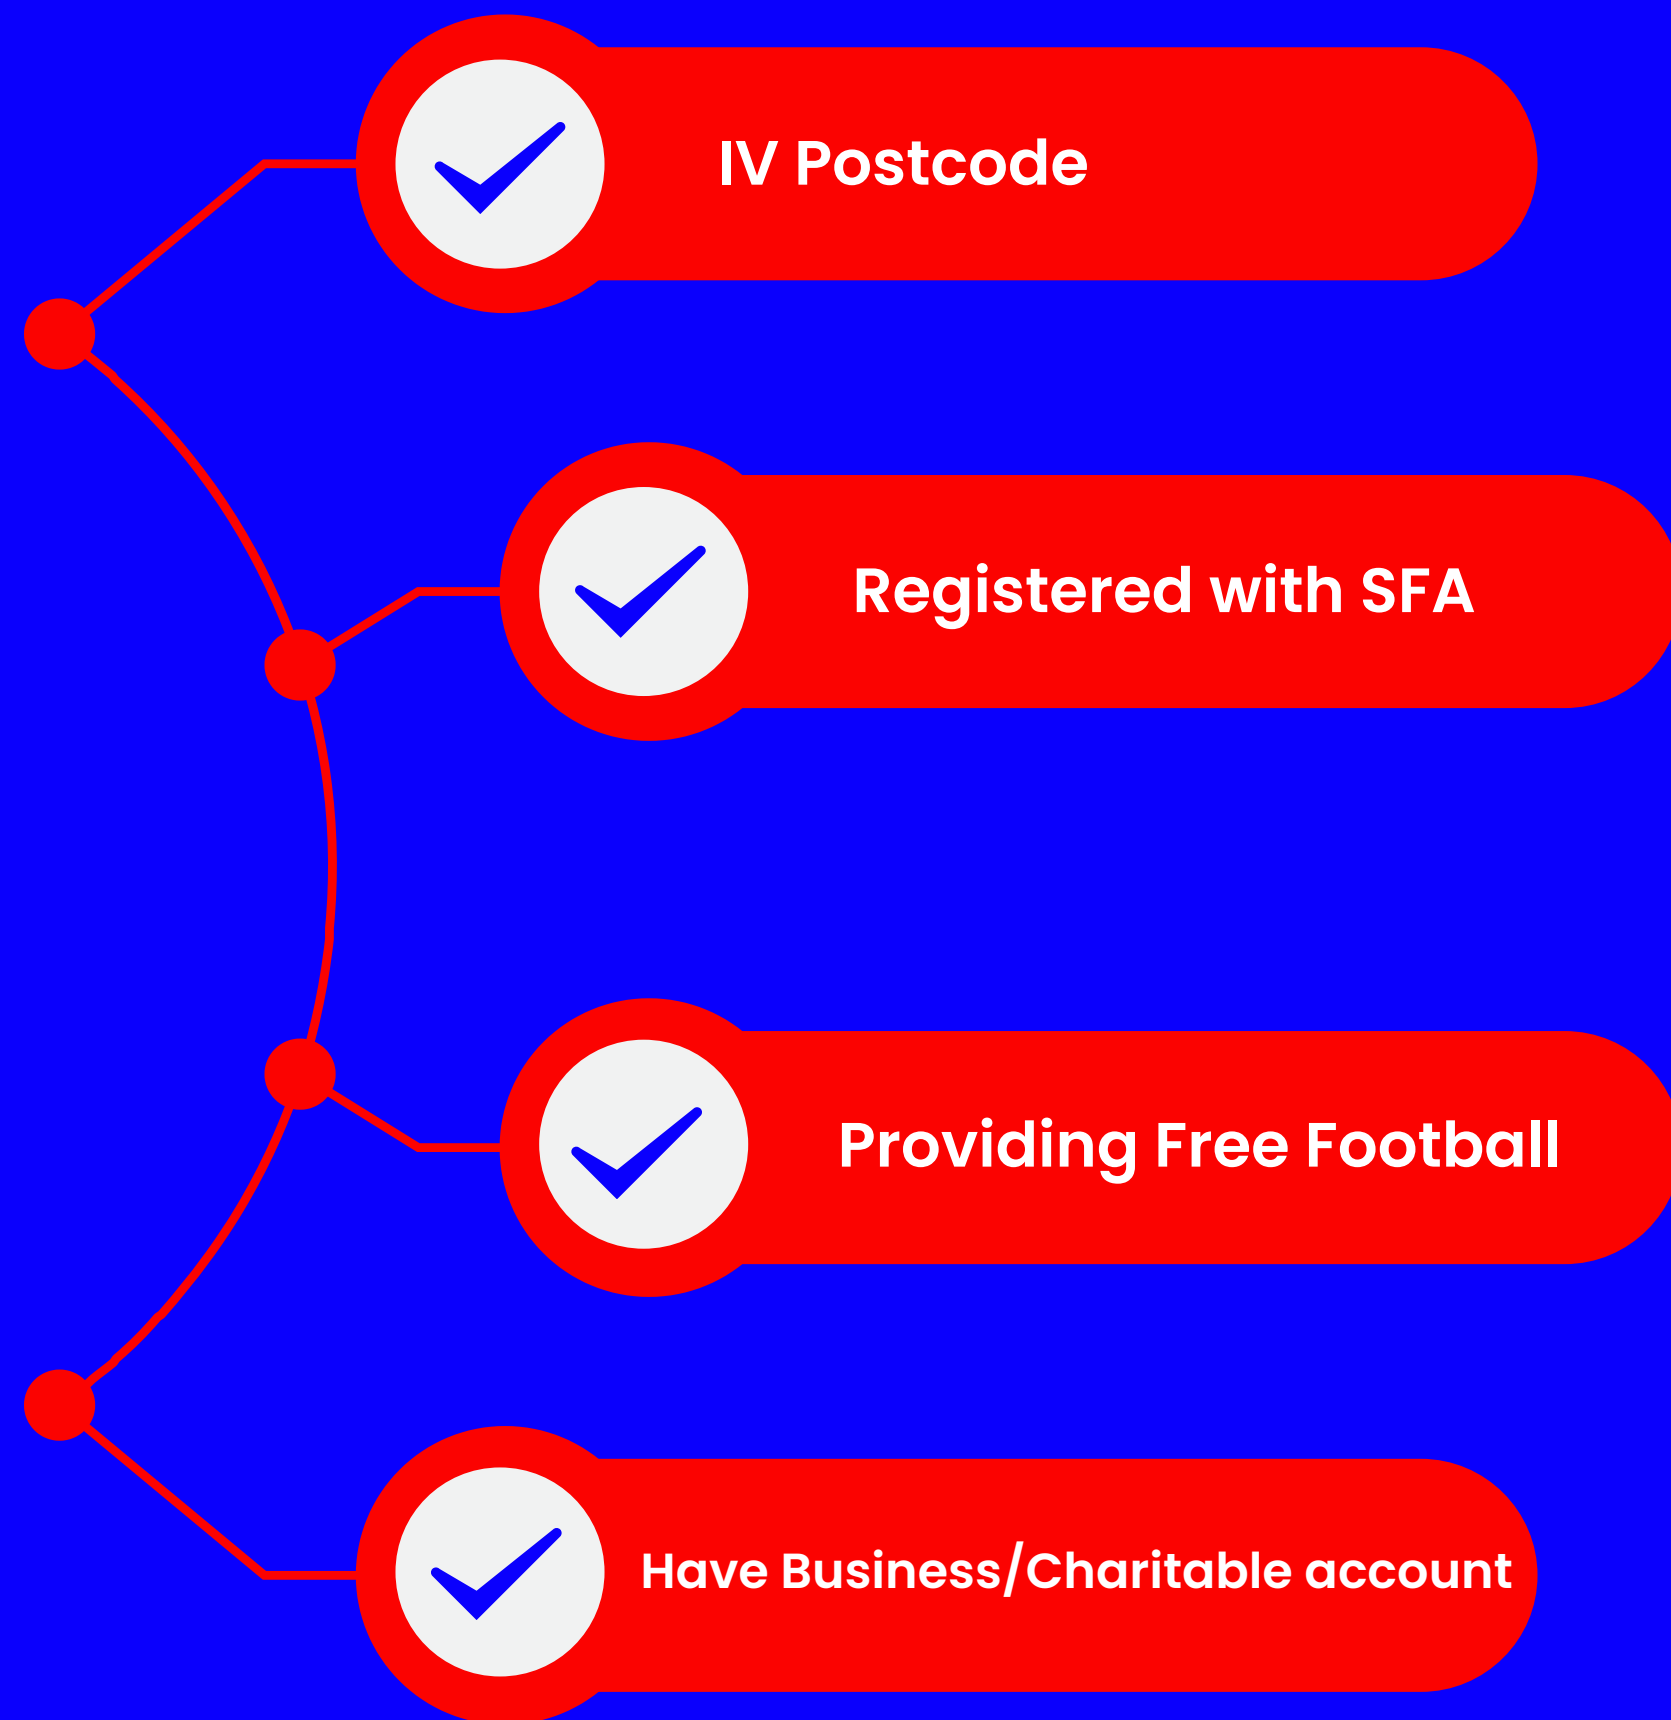 IV Postcode
Registered with SFA
Providing Free Football
Have Business/Charitable account